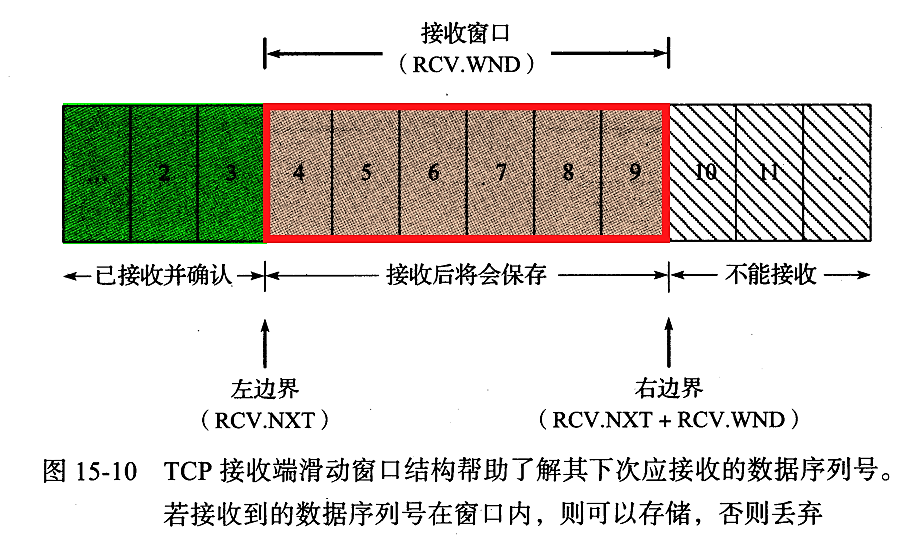 接收窗口
（RCV.WND）
... 2 3 4 5 6 7 8 9 10 11 ..
已接收并确认 接收后将会保存 不能接收
左边界 右边界
（RCV.NXT） （RCV.NXT + RCV.WND）
图 15-10 TCP 接收端滑动窗口结构帮助了解其下次应接收的数据序列号。
若接收到的数据序列号在窗口内，则可以存储，否则丢弃